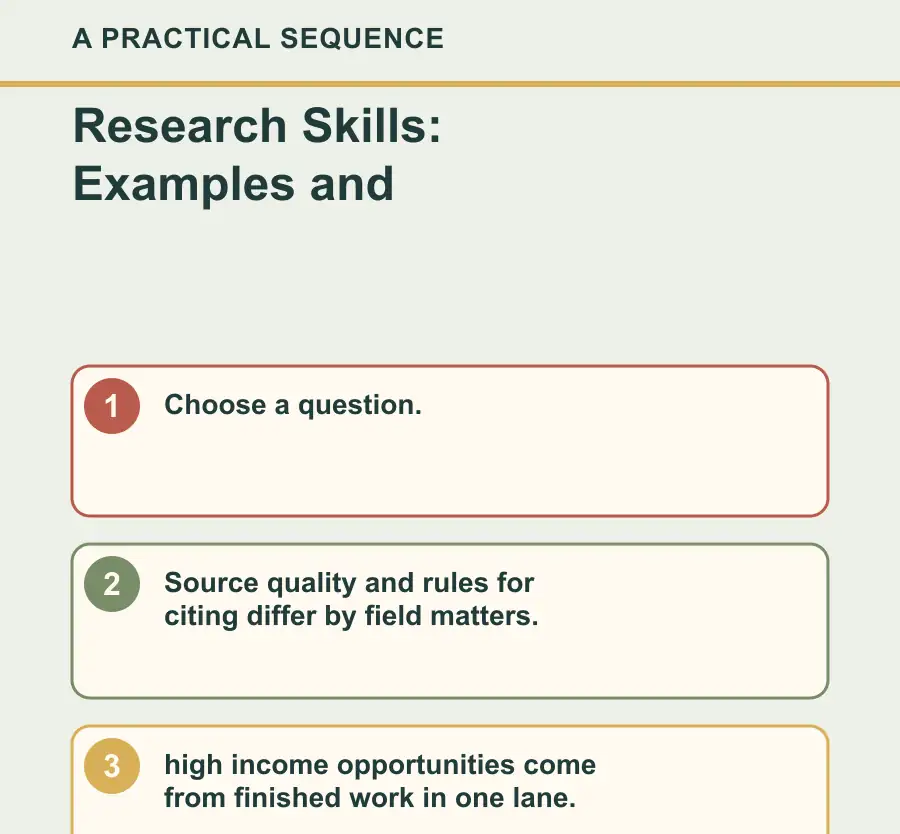 A PRACTICAL SEQUENCE
Research Skills:
Examples and
1
Choose a question.
2
Source quality and rules for
citing differ by field matters.
3
high income opportunities come
from finished work in one lane.